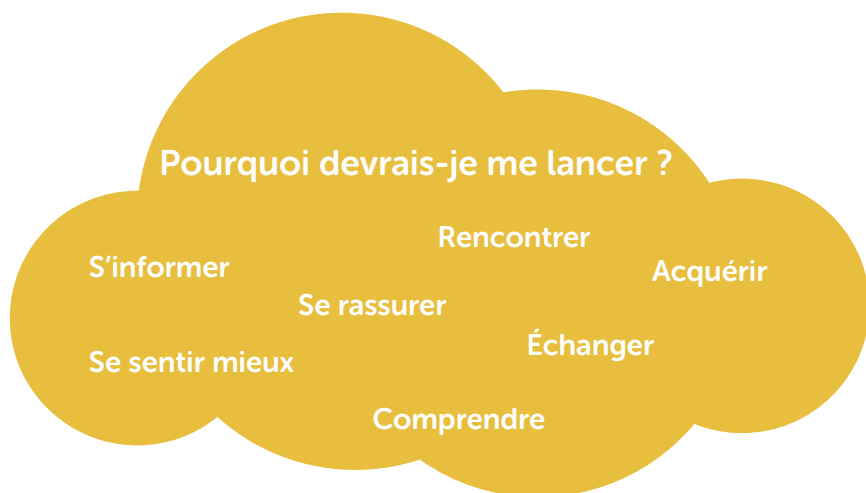 Pourquoi devrais-je me lancer ?
Rencontrer
S’informer
Acquérir
Se rassurer
Échanger
Se sentir mieux
Comprendre